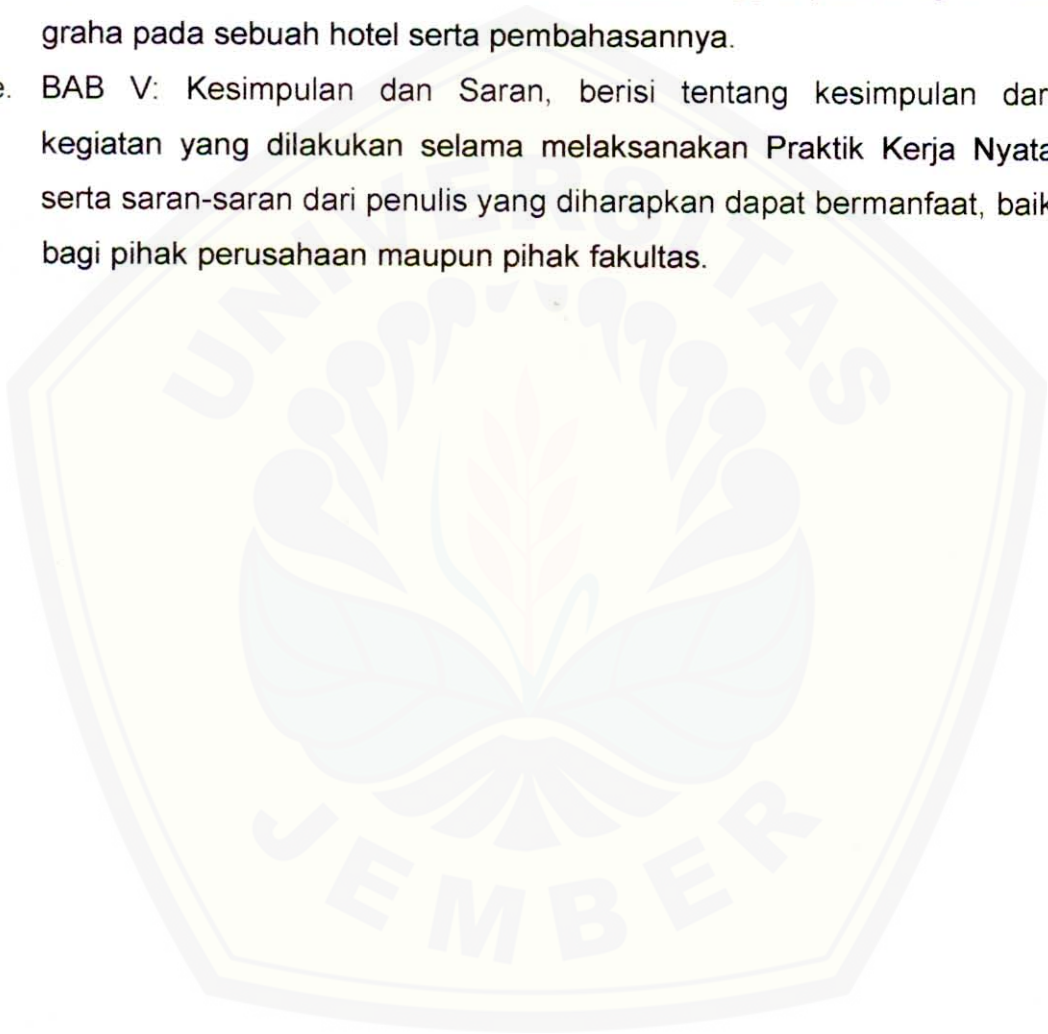 graha pada sebuah hotel serta pembahasannya.
e. BAB V: Kesimpulan dan Saran, berisi tentang kesimpulan dari
kegiatan yang dilakukan selama melaksanakan Praktik Kerja Nyata
serta saran-saran dari penulis yang diharapkan dapat bermanfaat, baik
bagi pihak perusahaan maupun pihak fakultas.
UNIVERSITAS
JEMBER